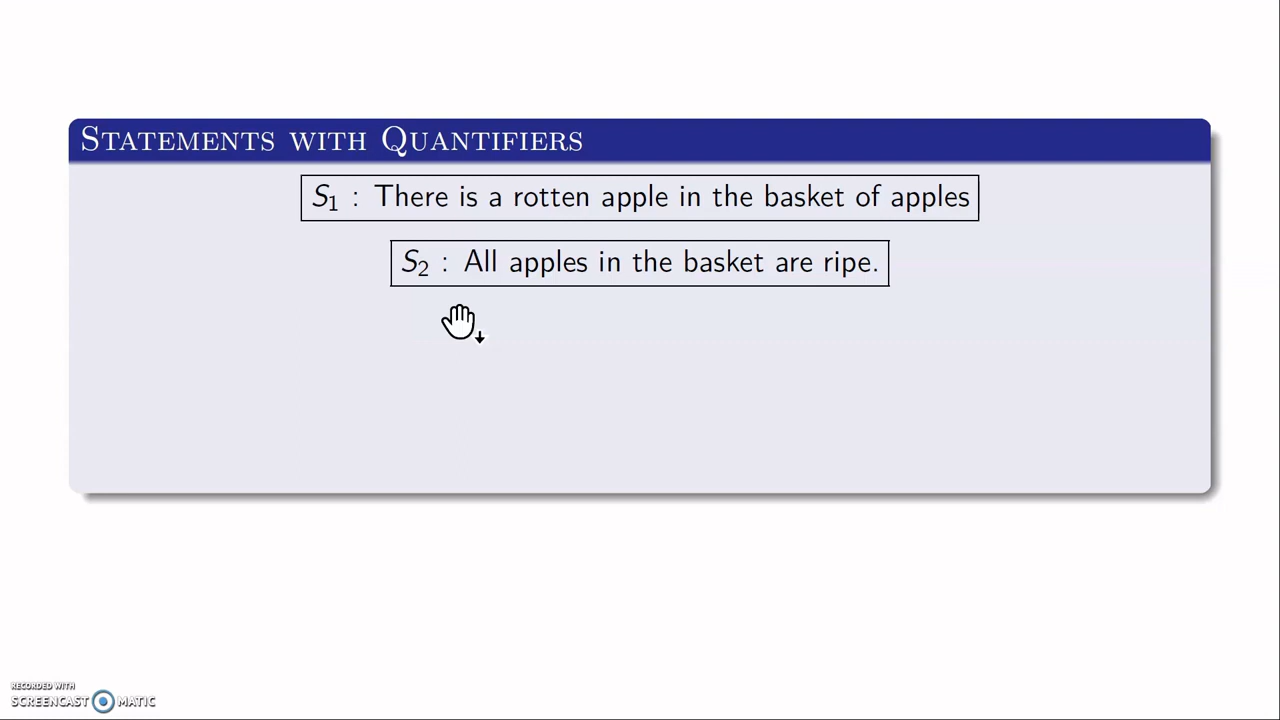 Statements with Quantifiers
S₁ : There is a rotten apple in the basket of apples
S₂ : All apples in the basket are ripe.
RECORDED WITH
SCREENCAST MATIC